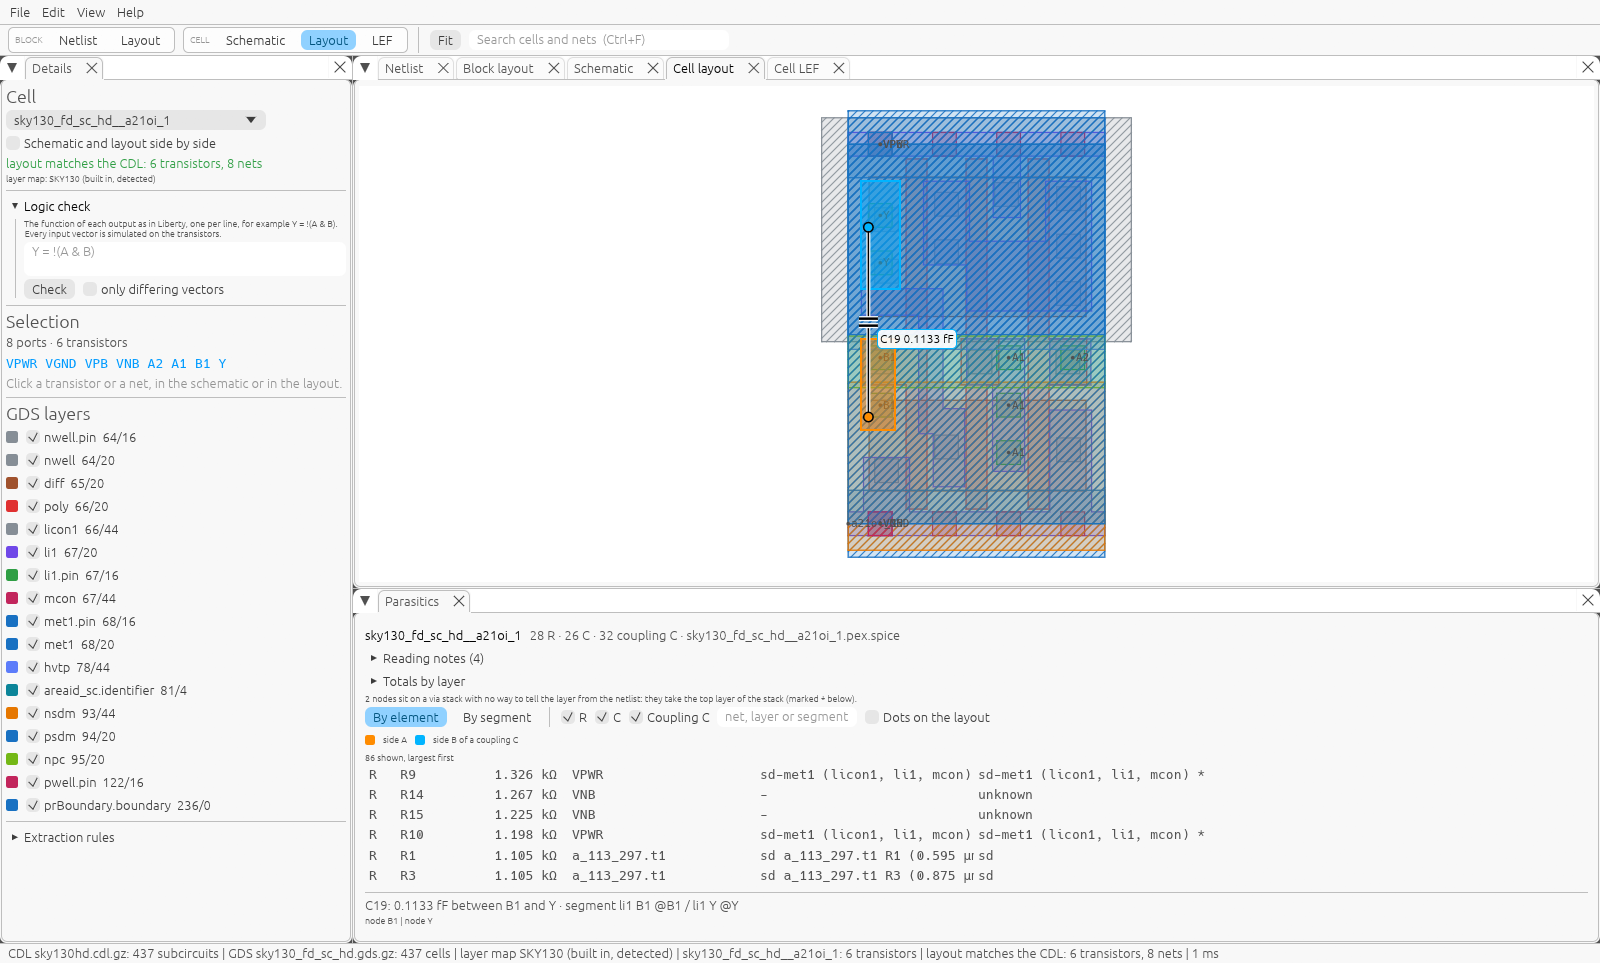 File Edit View Help
BLOCK Netlist Layout CELL Schematic Layout LEF Fit Search cells and nets (Ctrl+F)
Details
Netlist Block layout Schematic Cell layout Cell LEF
Cell
sky130_fd_sc_hd__a21oi_1
Schematic and layout side by side
layout matches the CDL: 6 transistors, 8 nets
layer map: SKY130 (built in, detected)
Logic check
The function of each output as in Liberty, one per line, for example Y = !(A & B).
Every input vector is simulated on the transistors.
Y = !(A & B)
Check only differing vectors
Selection
8 ports · 6 transistors
VPWR VGND VPB VNB A2 A1 B1 Y
Click a transistor or a net, in the schematic or in the layout.
GDS layers
nwell.pin 64/16
nwell 64/20
diff 65/20
poly 66/20
licon1 66/44
li1 67/20
li1.pin 67/16
mcon 67/44
met1.pin 68/16
met1 68/20
hvtp 78/44
areaid_sc.identifier 81/4
nsdm 93/44
psdm 94/20
npc 95/20
pwell.pin 122/16
prBoundary.boundary 236/0
Extraction rules
C19 0.1133 fF
A1
A2
A1
A1
Parasitics
sky130_fd_sc_hd__a21oi_1 28 R · 26 C · 32 coupling C · sky130_fd_sc_hd__a21oi_1.pex.spice
Reading notes (4)
Totals by layer
2 nodes sit on a via stack with no way to tell the layer from the netlist: they take the top layer of the stack (marked * below).
By element By segment R C Coupling C net, layer or segment Dots on the layout
side A side B of a coupling C
86 shown, largest first
R R9 1.326 kΩ VPWR sd-met1 (licon1, li1, mcon) sd-met1 (licon1, li1, mcon) *
R R14 1.267 kΩ VNB – unknown
R R15 1.225 kΩ VNB – unknown
R R10 1.198 kΩ VPWR sd-met1 (licon1, li1, mcon) sd-met1 (licon1, li1, mcon) *
R R1 1.105 kΩ a_113_297.t1 sd a_113_297.t1 R1 (0.595 µm sd
R R3 1.105 kΩ a_113_297.t1 sd a_113_297.t1 R3 (0.875 µm sd
C19: 0.1133 fF between B1 and Y · segment li1 B1 @B1 / li1 Y @Y
node B1 | node Y
CDL sky130hd.cdl.gz: 437 subcircuits | GDS sky130_fd_sc_hd.gds.gz: 437 cells | layer map SKY130 (built in, detected) | sky130_fd_sc_hd__a21oi_1: 6 transistors | layout matches the CDL: 6 transistors, 8 nets | 1 ms